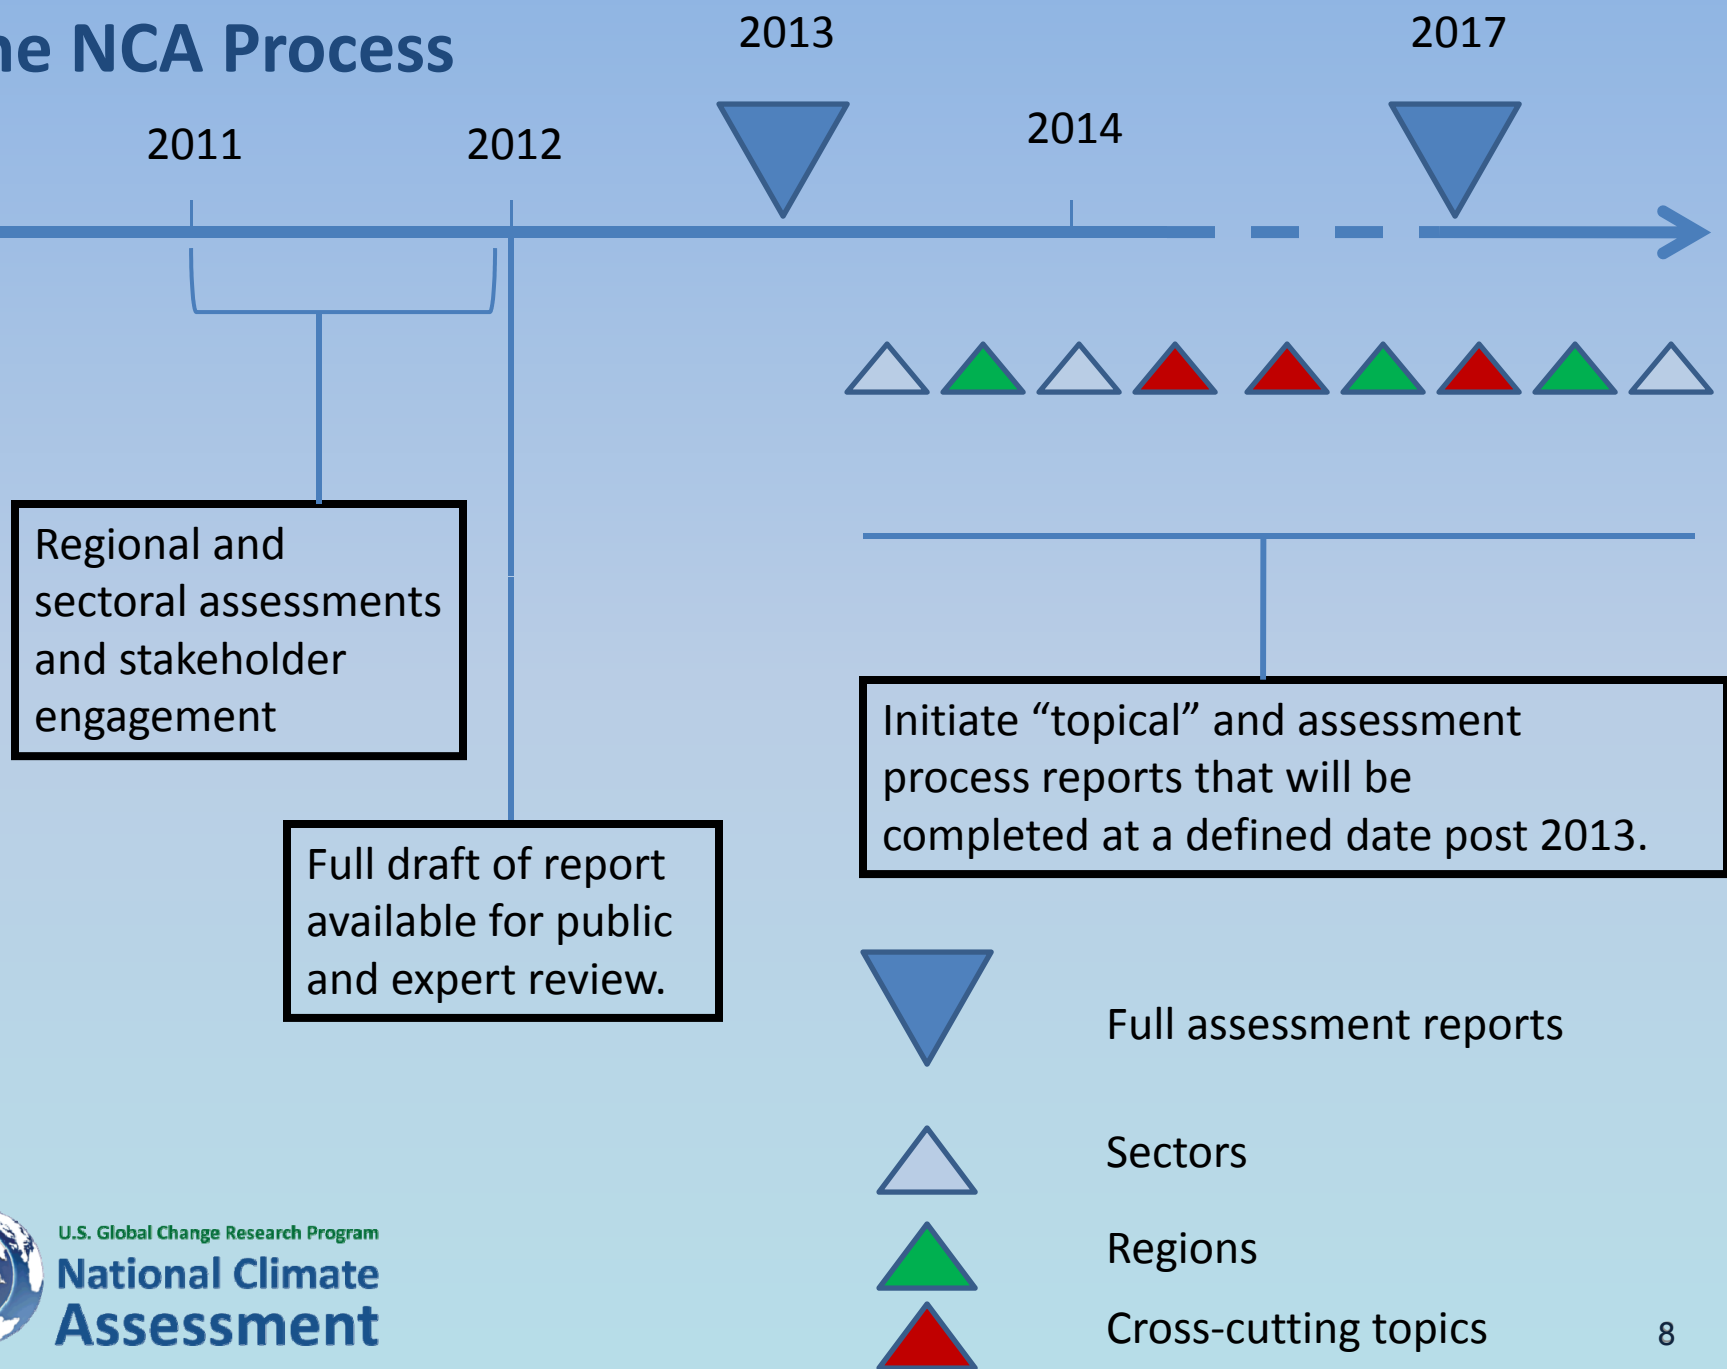 ne NCA Process
2013
2017
2011
2012
2014
Regional and
sectoral assessments
and stakeholder
engagement
Initiate “topical” and assessment
process reports that will be
completed at a defined date post 2013.
Full draft of report
available for public
and expert review.
Full assessment reports
Sectors
Regions
Cross-cutting topics
U.S. Global Change Research Program
National Climate
Assessment
8